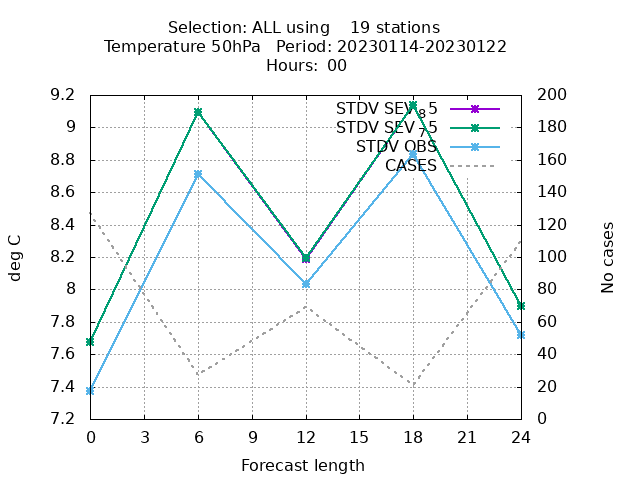 Selection: ALL using 19 stations
Temperature 50hPa Period: 20230114-20230122
Hours: 00
9.2
9
8.8
8.6
8.4
8.2
8
7.8
7.6
7.4
7.2
deg C
STDV SEV_8 5
STDV SEV_7 5
STDV OBS
CASES
200
180
160
140
120
100
80
60
40
20
0
No cases
0 3 6 9 12 15 18 21 24
Forecast length